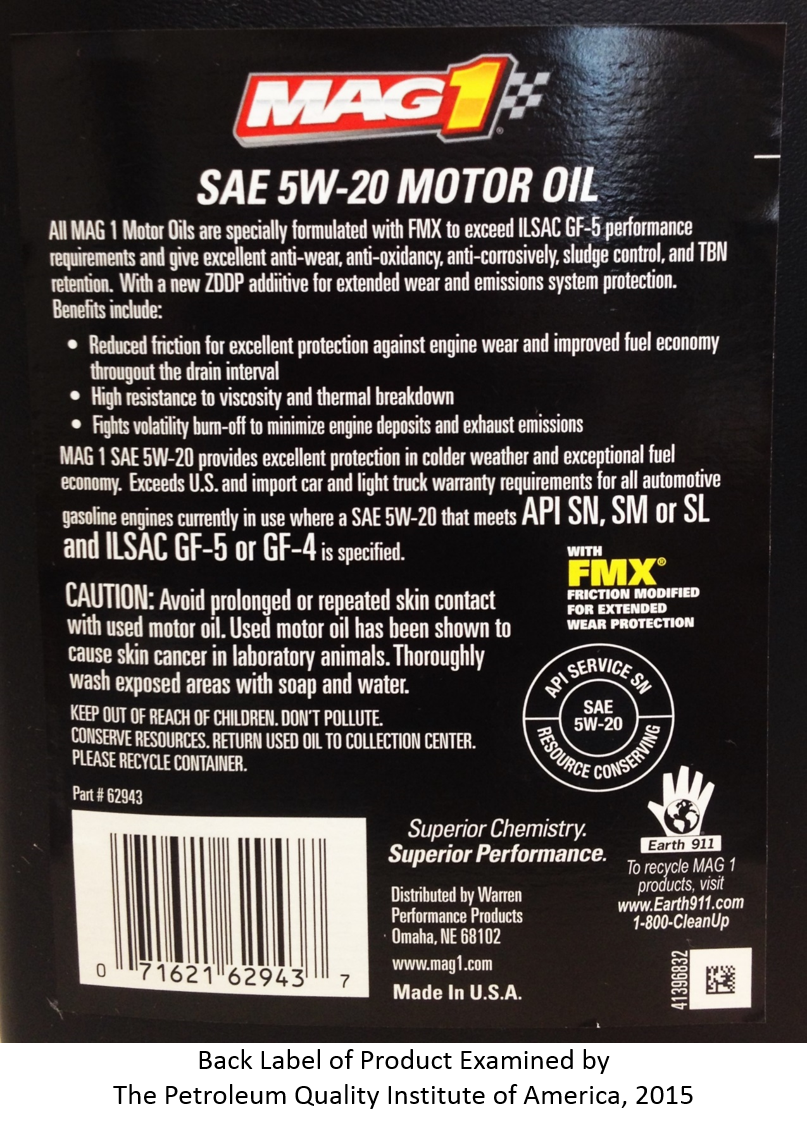 MAG1®
SAE 5W-20 MOTOR OIL
All MAG 1 Motor Oils are specially formulated with FMX to exceed ILSAC GF-5 performance
requirements and give excellent anti-wear, anti-oxidancy, anti-corrosively, sludge control, and TBN
retention. With a new ZDDP addiitive for extended wear and emissions system protection.
Benefits include:
• Reduced friction for excellent protection against engine wear and improved fuel economy
througout the drain interval
• High resistance to viscosity and thermal breakdown
• Fights volatility burn-off to minimize engine deposits and exhaust emissions
MAG 1 SAE 5W-20 provides excellent protection in colder weather and exceptional fuel
economy. Exceeds U.S. and import car and light truck warranty requirements for all automotive
gasoline engines currently in use where a SAE 5W-20 that meets API SN, SM or SL
and ILSAC GF-5 or GF-4 is specified.
WITH
FMX®
FRICTION MODIFIED
FOR EXTENDED
WEAR PROTECTION
CAUTION: Avoid prolonged or repeated skin contact
with used motor oil. Used motor oil has been shown to
cause skin cancer in laboratory animals. Thoroughly
wash exposed areas with soap and water.
KEEP OUT OF REACH OF CHILDREN. DON'T POLLUTE.
CONSERVE RESOURCES. RETURN USED OIL TO COLLECTION CENTER.
PLEASE RECYCLE CONTAINER.
API SERVICE SN
SAE
5W-20
RESOURCE CONSERVING
Part # 62943
0 71621 62943 7
Superior Chemistry.
Superior Performance.
Distributed by Warren
Performance Products
Omaha, NE 68102
www.mag1.com
Made In U.S.A.
Earth 911
To recycle MAG 1
products, visit
www.Earth911.com
1-800-CleanUp
41396832
Back Label of Product Examined by
The Petroleum Quality Institute of America, 2015